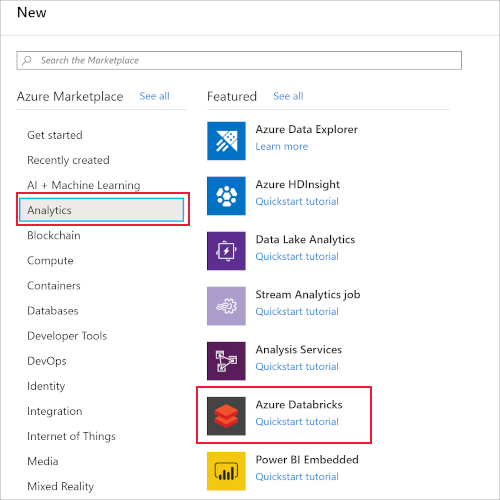 New
Search the Marketplace
Azure Marketplace See all
Get started
Recently created
AI + Machine Learning
Analytics
Blockchain
Compute
Containers
Databases
Developer Tools
DevOps
Identity
Integration
Internet of Things
Media
Mixed Reality
Featured See all
Azure Data Explorer
Learn more
Azure HDInsight
Quickstart tutorial
Data Lake Analytics
Quickstart tutorial
Stream Analytics job
Quickstart tutorial
Analysis Services
Quickstart tutorial
Azure Databricks
Quickstart tutorial
Power BI Embedded
Quickstart tutorial